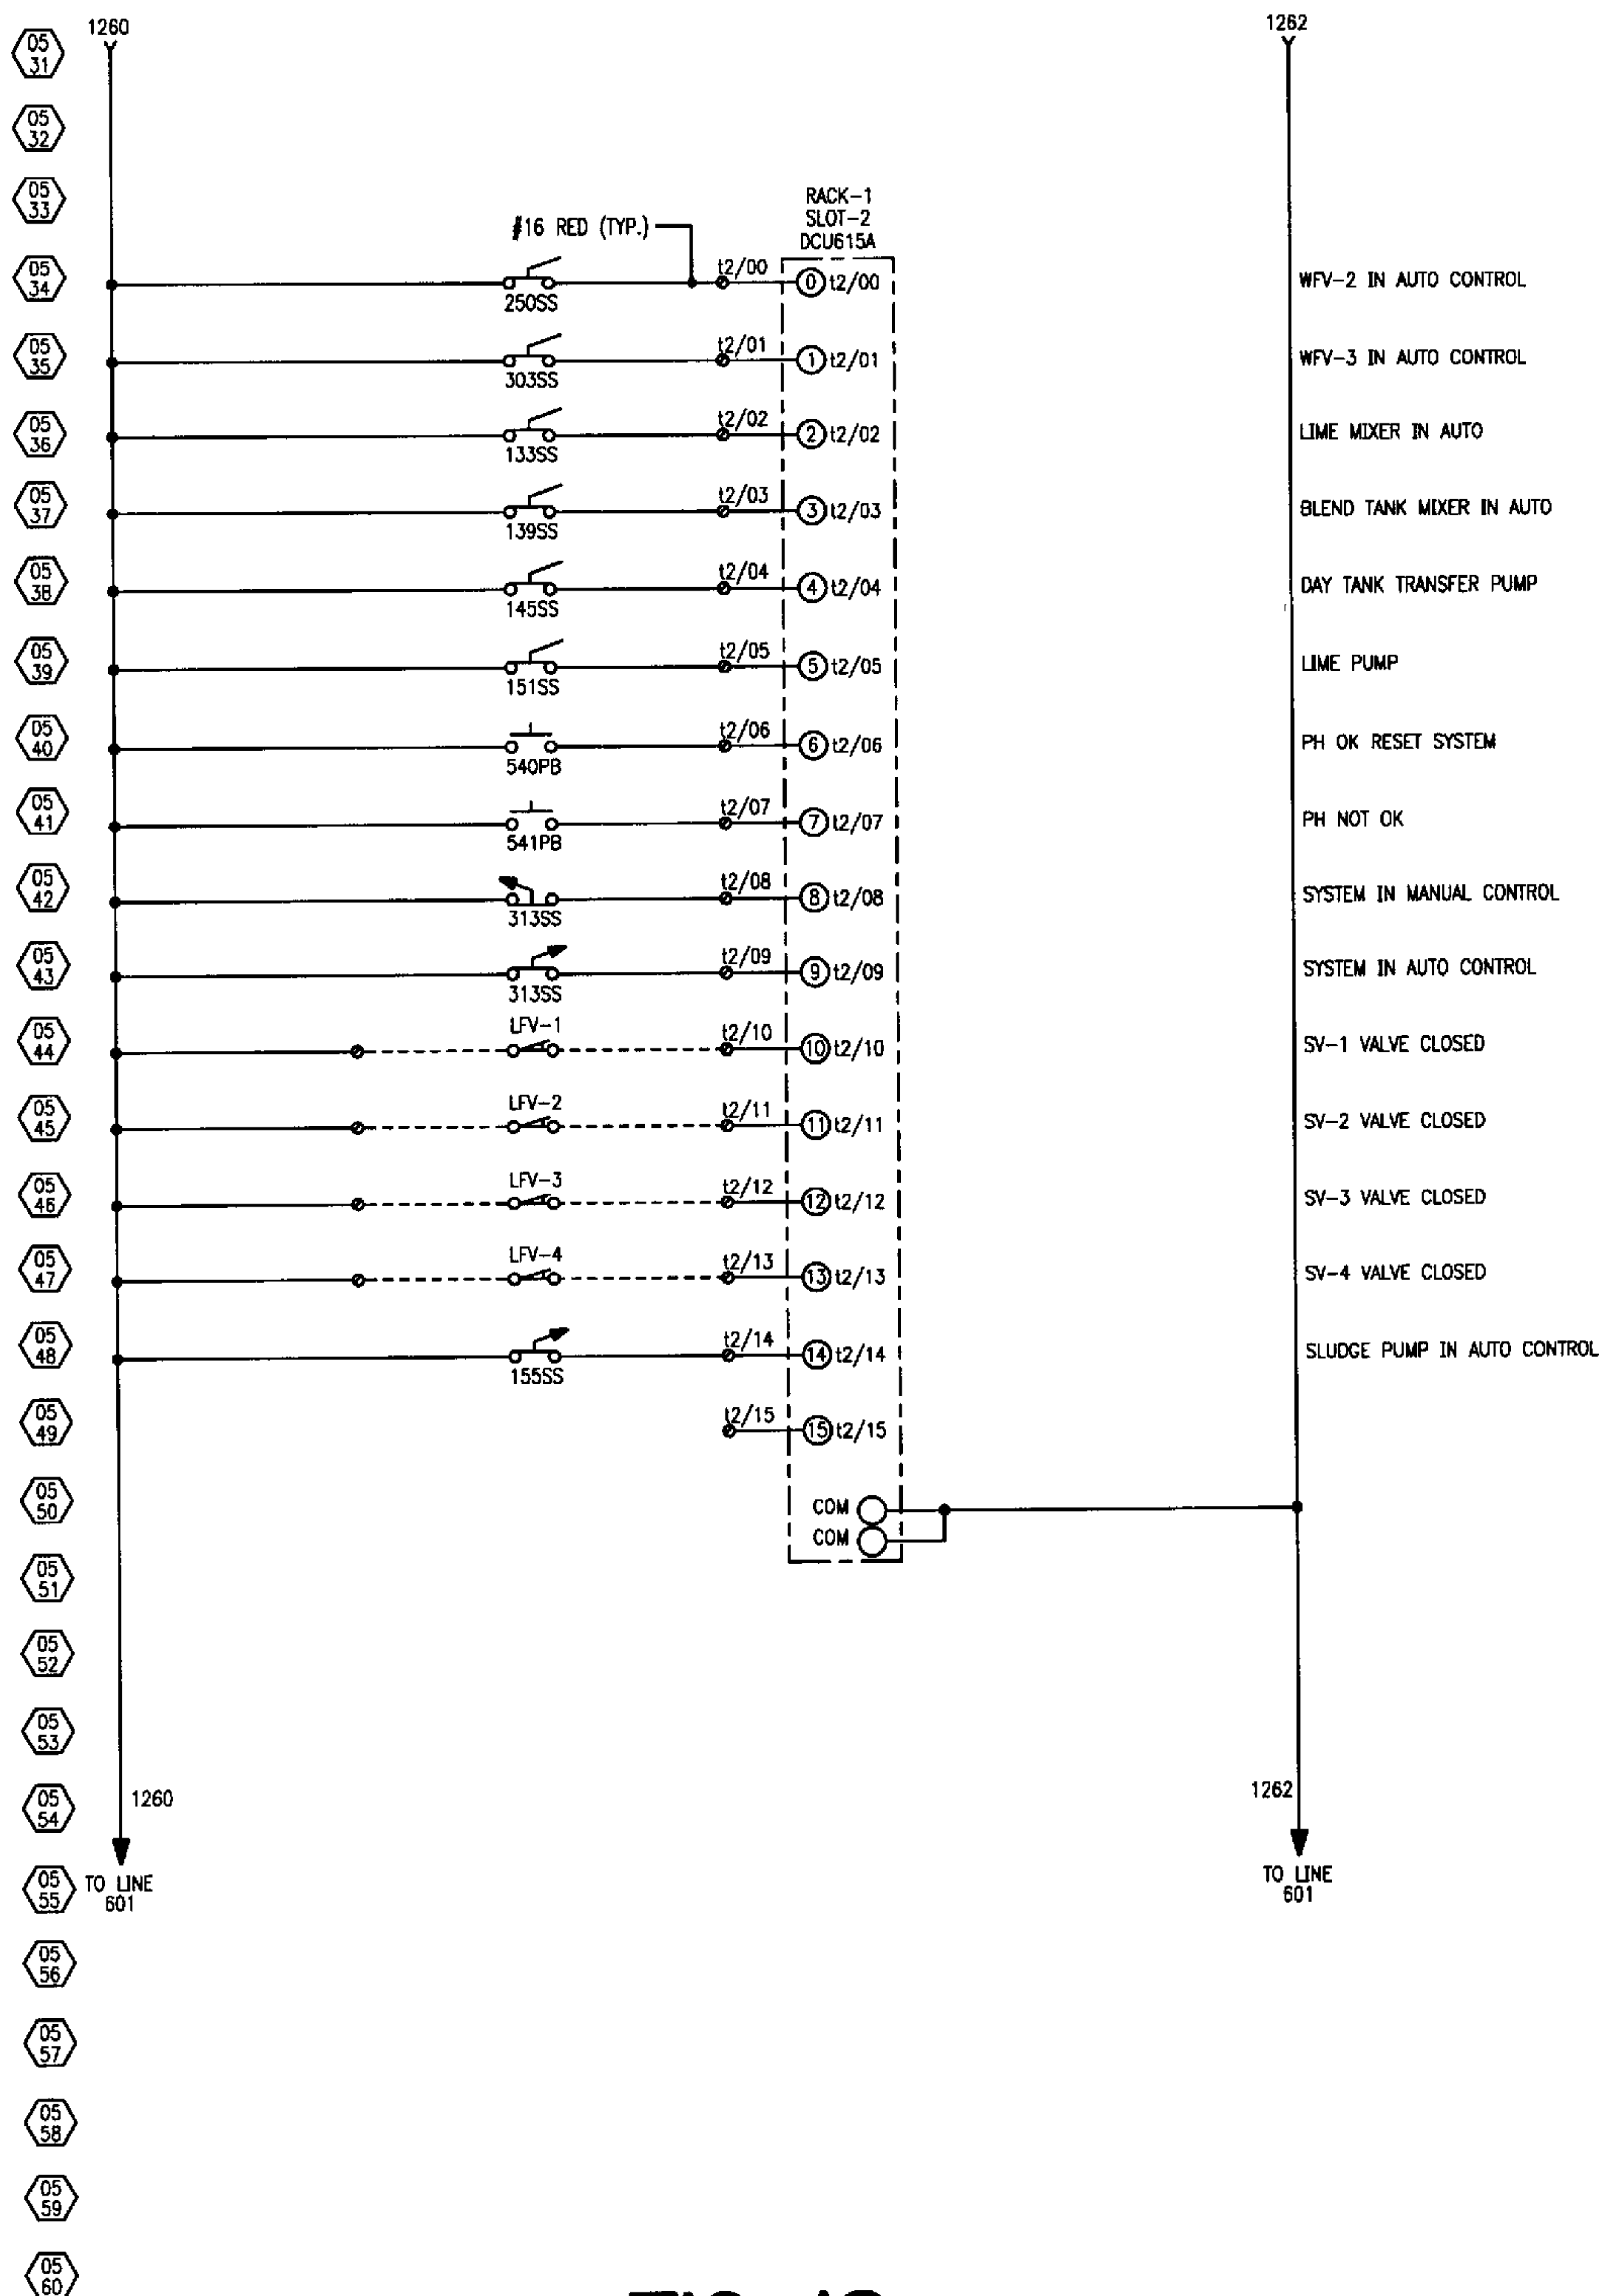 1260
1262
05
31
05
32
05
33
RACK-1
SLOT-2
DCU615A
#16 RED (TYP.)
05
34
250SS
t2/00
0 t2/00
WFV-2 IN AUTO CONTROL
05
35
303SS
t2/01
1 t2/01
WFV-3 IN AUTO CONTROL
05
36
133SS
t2/02
2 t2/02
LIME MIXER IN AUTO
05
37
139SS
t2/03
3 t2/03
BLEND TANK MIXER IN AUTO
05
38
145SS
t2/04
4 t2/04
DAY TANK TRANSFER PUMP
05
39
151SS
t2/05
5 t2/05
LIME PUMP
05
40
540PB
t2/06
6 t2/06
PH OK RESET SYSTEM
05
41
541PB
t2/07
7 t2/07
PH NOT OK
05
42
313SS
t2/08
8 t2/08
SYSTEM IN MANUAL CONTROL
05
43
313SS
t2/09
9 t2/09
SYSTEM IN AUTO CONTROL
05
44
LFV-1
t2/10
10 t2/10
SV-1 VALVE CLOSED
05
45
LFV-2
t2/11
11 t2/11
SV-2 VALVE CLOSED
05
46
LFV-3
t2/12
12 t2/12
SV-3 VALVE CLOSED
05
47
LFV-4
t2/13
13 t2/13
SV-4 VALVE CLOSED
05
48
155SS
t2/14
14 t2/14
SLUDGE PUMP IN AUTO CONTROL
05
49
t2/15
15 t2/15
05
50
COM
COM
05
51
05
52
05
53
05
54
1260
1262
05
55
TO LINE
601
TO LINE
601
05
56
05
57
05
58
05
59
05
60